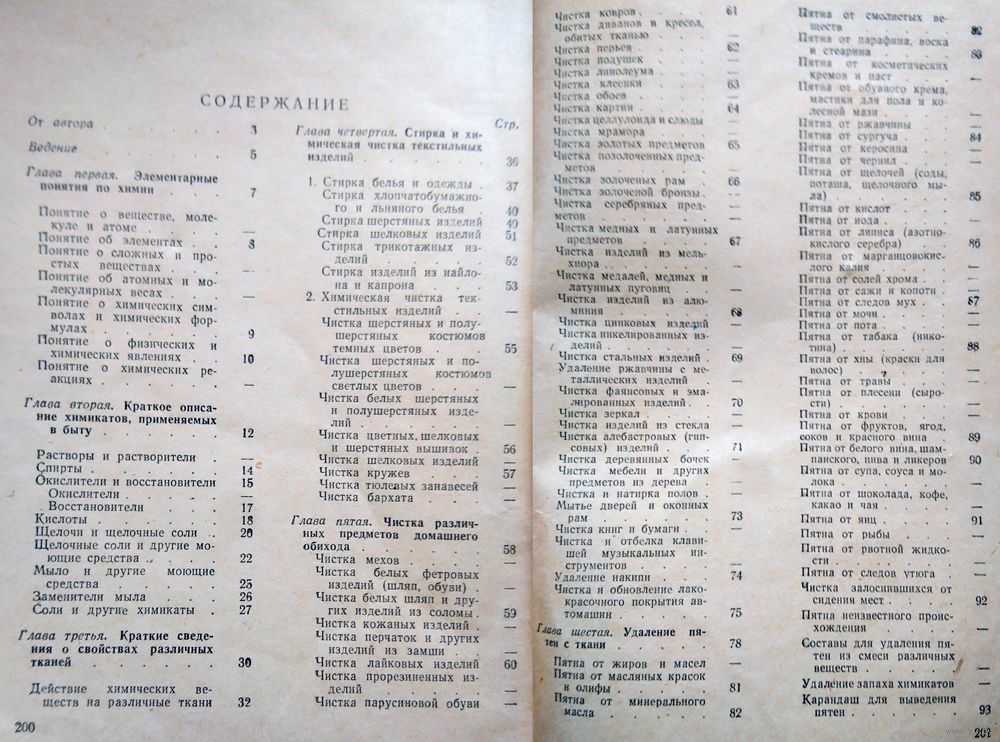 СОДЕРЖАНИЕ
От автора . . . . . . . 3
Ведение . . . . . . . . 5
Глава первая. Элементарные
понятия по химии . . . 7
Понятие о веществе, моле-
куле и атоме . . . . . —
Понятие об элементах . . 8
Понятие о сложных и про-
стых веществах . . . . —
Понятие об атомных и мо-
лекулярных весах . . . —
Понятие о химических сим-
волах и химических фор-
мулах . . . . . . . . 9
Понятие о физических и
химических явлениях . . 10
Понятие о химических ре-
акциях . . . . . . . . —
Глава вторая. Краткое описа-
ние химикатов, применяемых
в быту . . . . . . . . 12
Растворы и растворители . —
Спирты . . . . . . . . 14
Окислители и восстановители 15
Окислители . . . . . . —
Восстановители . . . . 17
Кислоты . . . . . . . 18
Щелочи и щелочные соли . . 20
Щелочные соли и другие мо-
ющие средства . . . . 22
Мыло и другие моющие
средства . . . . . . . 25
Заменители мыла . . . . 26
Соли и другие химикаты . . 27
Глава третья. Краткие сведе-
ния о свойствах различных
тканей . . . . . . . . 30
Действие химических ве-
ществ на различные ткани 32
200
Стр.
Глава четвертая. Стирка и хи-
мическая чистка текстильных
изделий . . . . . . . 36
1. Стирка белья и одежды . 37
Стирка хлопчатобумажно-
го и льняного белья . . 40
Стирка шерстяных изделий 49
Стирка шелковых изделий 51
Стирка трикотажных из-
делий . . . . . . . . 52
Стирка изделий из найло-
на и капрона . . . . . 53
2. Химическая чистка тек-
стильных изделий . . . —
Чистка шерстяных и полу-
шерстяных костюмов
темных цветов . . . . 55
Чистка шерстяных и по-
лушерстяных костюмов
светлых цветов . . . . —
Чистка белых шерстяных
и полушерстяных изде-
лий . . . . . . . . . —
Чистка цветных, шелковых
и шерстяных вышивок . . 56
Чистка шелковых изделий —
Чистка кружев . . . . 57
Чистка тюлевых занавесей —
Чистка бархата . . . . —
Глава пятая. Чистка различ-
ных предметов домашнего
обихода . . . . . . . 58
Чистка мехов . . . . . —
Чистка белых фетровых
изделий (шляп, обуви) . —
Чистка белых шляп и дру-
гих изделий из соломы . 59
Чистка кожаных изделий . —
Чистка перчаток и других
изделий из замши . . . —
Чистка лайковых изделий 60
Чистка прорезиненных из-
делий . . . . . . . . —
Чистка парусиновой обуви —
Чистка ковров . . . . 61
Чистка диванов и кресел,
обитых тканью . . . . —
Чистка перьев . . . . 62
Чистка подушек . . . . —
Чистка линолеума . . . —
Чистка клеенки . . . . 63
Чистка обоев . . . . . —
Чистка картин . . . . 64
Чистка целлулоида и слюды —
Чистка мрамора . . . . —
Чистка золотых предметов 65
Чистка позолоченных пред-
метов . . . . . . . . —
Чистка золоченых рам . . 66
Чистка золоченой бронзы . —
Чистка серебряных пред-
метов . . . . . . . . —
Чистка медных и латунных
предметов . . . . . . 67
Чистка изделий из мель-
хиора . . . . . . . . —
Чистка медалей, медных и
латунных пуговиц . . . —
Чистка изделий из алю-
миния . . . . . . . . 68
Чистка цинковых изделий —
Чистка никелированных из-
делий . . . . . . . . —
Чистка стальных изделий . 69
Удаление ржавчины с ме-
таллических изделий . . —
Чистка фаянсовых и эма-
лированных изделий . . 70
Чистка зеркал . . . . —
Чистка изделий из стекла —
Чистка алебастровых (гип-
совых) изделий . . . . 71
Чистка деревянных бочек —
Чистка мебели и других
предметов из дерева . . —
Чистка и натирка полов . —
Мытье дверей и оконных
рам . . . . . . . . . 73
Чистка книг и бумаги . . —
Чистка и отбелка клави-
шей музыкальных ин-
струментов . . . . . . —
Удаление накипи . . . . 74
Чистка и обновление лако-
красочного покрытия ав-
томашин . . . . . . . 75
Глава шестая. Удаление пя-
тен с ткани . . . . . 78
Пятна от жиров и масел —
Пятна от масляных красок
и олифы . . . . . . . 81
Пятна от минерального
масла . . . . . . . . 82
Пятна от смолистых ве-
ществ . . . . . . . . 82
Пятна от парафина, воска
и стеарина . . . . . . 83
Пятна от косметических
кремов и паст . . . . —
Пятна от обувного крема,
мастики для пола и ко-
лесной мази . . . . . —
Пятна от ржавчины . . . —
Пятна от сургуча . . . 84
Пятна от керосина . . . —
Пятна от чернил . . . . —
Пятна от щелочей (соды,
поташа, щелочного мы-
ла) . . . . . . . . . 85
Пятна от кислот . . . . —
Пятна от иода . . . . . —
Пятна от ляписа (азотно-
кислого серебра) . . . 86
Пятна от марганцовокис-
лого калия . . . . . . —
Пятна от солей хрома . . —
Пятна от сажи и копоти . —
Пятна от следов мух . . 87
Пятна от мочи . . . . . —
Пятна от пота . . . . . —
Пятна от табака (нико-
тина) . . . . . . . . 88
Пятна от хны (краски для
волос) . . . . . . . . —
Пятна от травы . . . . —
Пятна от плесени (сыро-
сти) . . . . . . . . . —
Пятна от крови . . . . —
Пятна от фруктов, ягод,
соков и красного вина . 89
Пятна от белого вина, шам-
панского, пива и ликеров 90
Пятна от супа, соуса и мо-
лока . . . . . . . . . —
Пятна от шоколада, кофе,
какао и чая . . . . . —
Пятна от яиц . . . . . 91
Пятна от рыбы . . . . . —
Пятна от рвотной жидко-
сти . . . . . . . . . —
Пятна от следов утюга —
Чистка залоснившихся от
сидения мест . . . . . 92
Пятна неизвестного проис-
хождения . . . . . . . —
Составы для удаления пя-
тен из смеси различных
веществ . . . . . . . —
Удаление запаха химикатов —
Карандаш для выведения
пятен . . . . . . . . 93
201